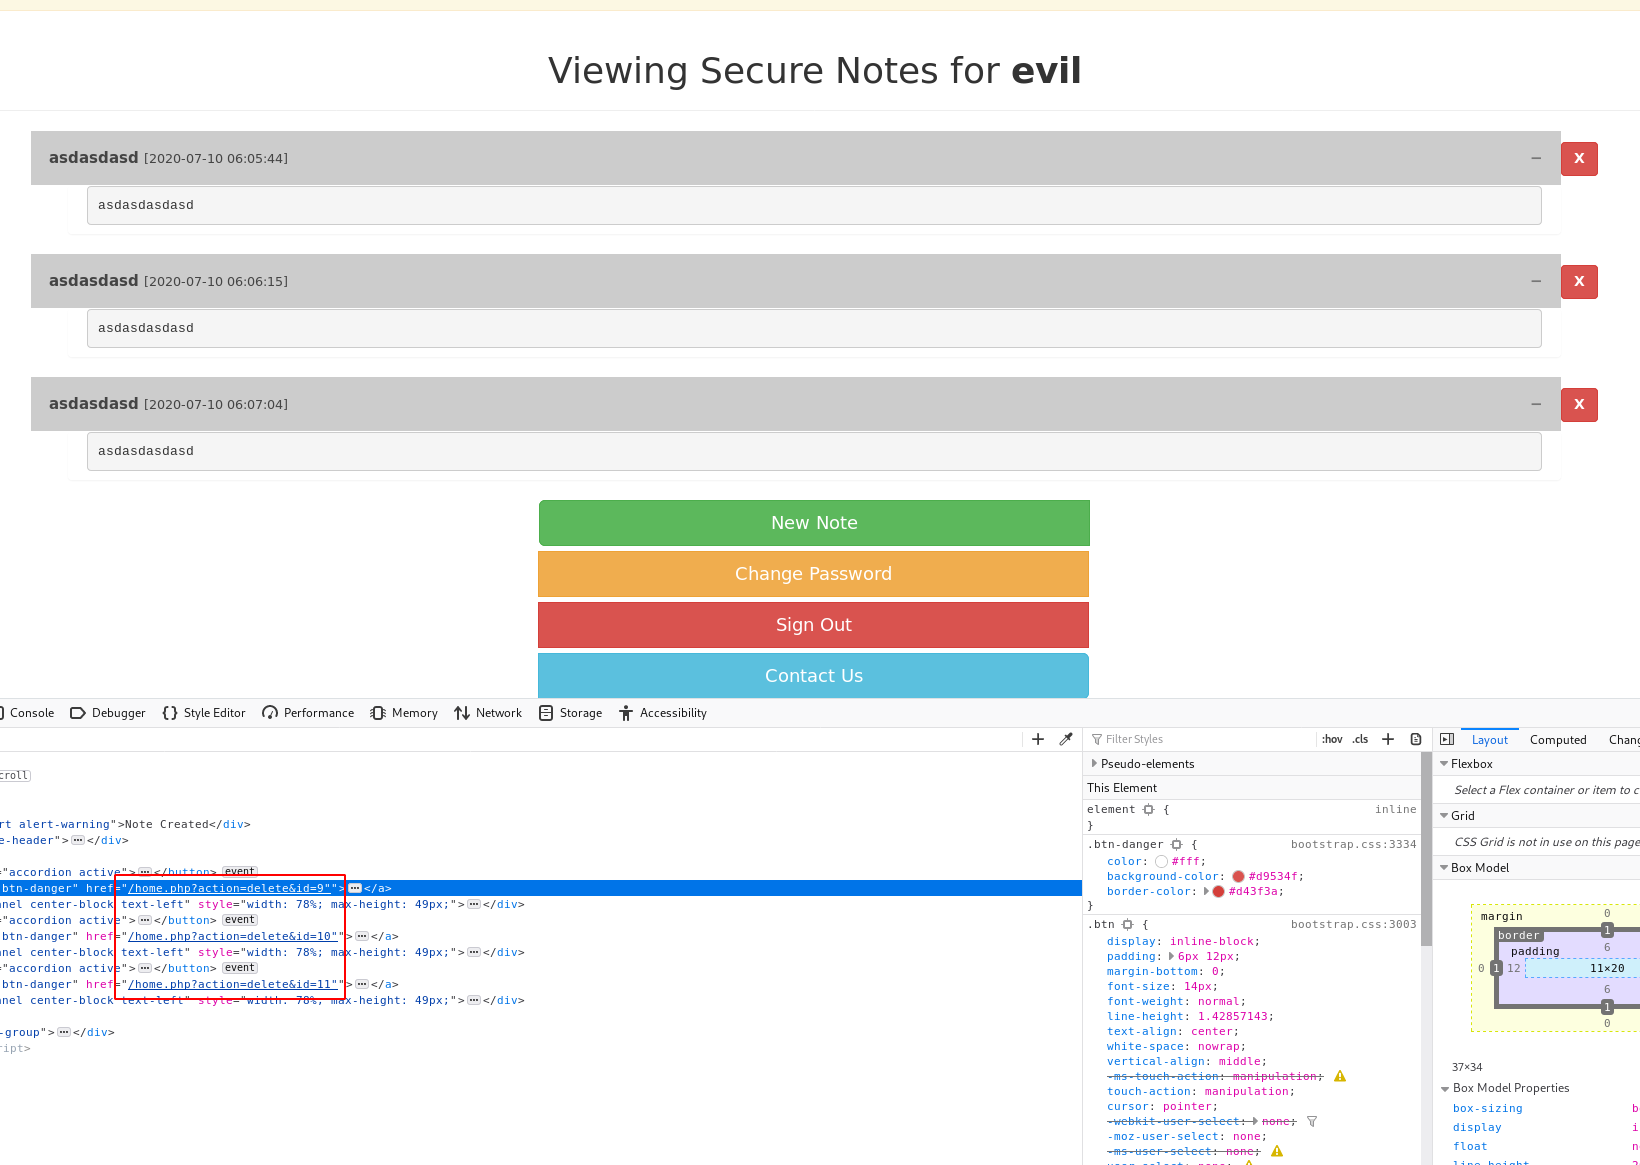 Viewing Secure Notes for evil
asdasdasd [2020-07-10 06:05:44]
–
X
asdasdasdasd
asdasdasd [2020-07-10 06:06:15]
–
X
asdasdasdasd
asdasdasd [2020-07-10 06:07:04]
–
X
asdasdasdasd
New Note
Change Password
Sign Out
Contact Us
Console Debugger {} Style Editor Performance Memory Network Storage Accessibility
+
croll
rt alert-warning">Note Created</div>
e-header">…</div>
="accordion active">…</button> event
btn-danger" href="/home.php?action=delete&id=9"">…</a>
nel center-block text-left" style="width: 78%; max-height: 49px;">…</div>
="accordion active">…</button> event
btn-danger" href="/home.php?action=delete&id=10"">…</a>
nel center-block text-left" style="width: 78%; max-height: 49px;">…</div>
="accordion active">…</button> event
btn-danger" href="/home.php?action=delete&id=11"">…</a>
nel center-block text-left" style="width: 78%; max-height: 49px;">…</div>
-group">…</div>
ript>
Filter Styles
:hov .cls +
Pseudo-elements
This Element
element {
inline
}
.btn-danger {
bootstrap.css:3334
color: #fff;
background-color: #d9534f;
border-color: #d43f3a;
}
.btn {
bootstrap.css:3003
display: inline-block;
padding: 6px 12px;
margin-bottom: 0;
font-size: 14px;
font-weight: normal;
line-height: 1.42857143;
text-align: center;
white-space: nowrap;
vertical-align: middle;
-ms-touch-action: manipulation;
touch-action: manipulation;
cursor: pointer;
-webkit-user-select: none;
-moz-user-select: none;
-ms-user-select: none;
user-select: none;
Layout Computed Chang
Flexbox
Select a Flex container or item to c
Grid
CSS Grid is not in use on this page
Box Model
margin
0
border
1
padding
6
0 1 12 11×20
6
1
0
37×34
Box Model Properties
box-sizing b
display i
float n
line-height